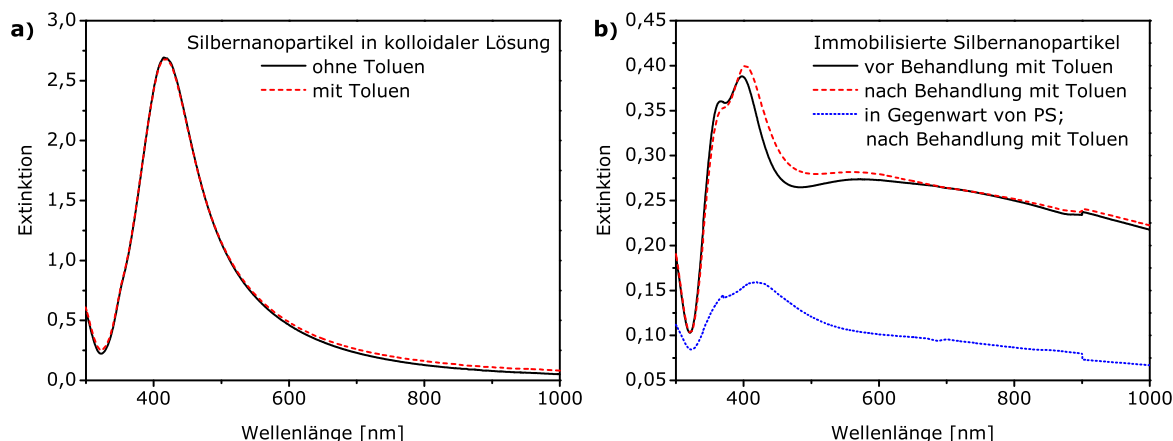 a)
Silbernanopartikel in kolloidaler Lösung
ohne Toluen
mit Toluen
3,0
2,5
2,0
1,5
1,0
0,5
0,0
Extinktion
400
600
800
1000
Wellenlänge [nm]
b)
Immobilisierte Silbernanopartikel
vor Behandlung mit Toluen
nach Behandlung mit Toluen
in Gegenwart von PS;
nach Behandlung mit Toluen
0,45
0,40
0,35
0,30
0,25
0,20
0,15
0,10
0,05
Extinktion
400
600
800
1000
Wellenlänge [nm]